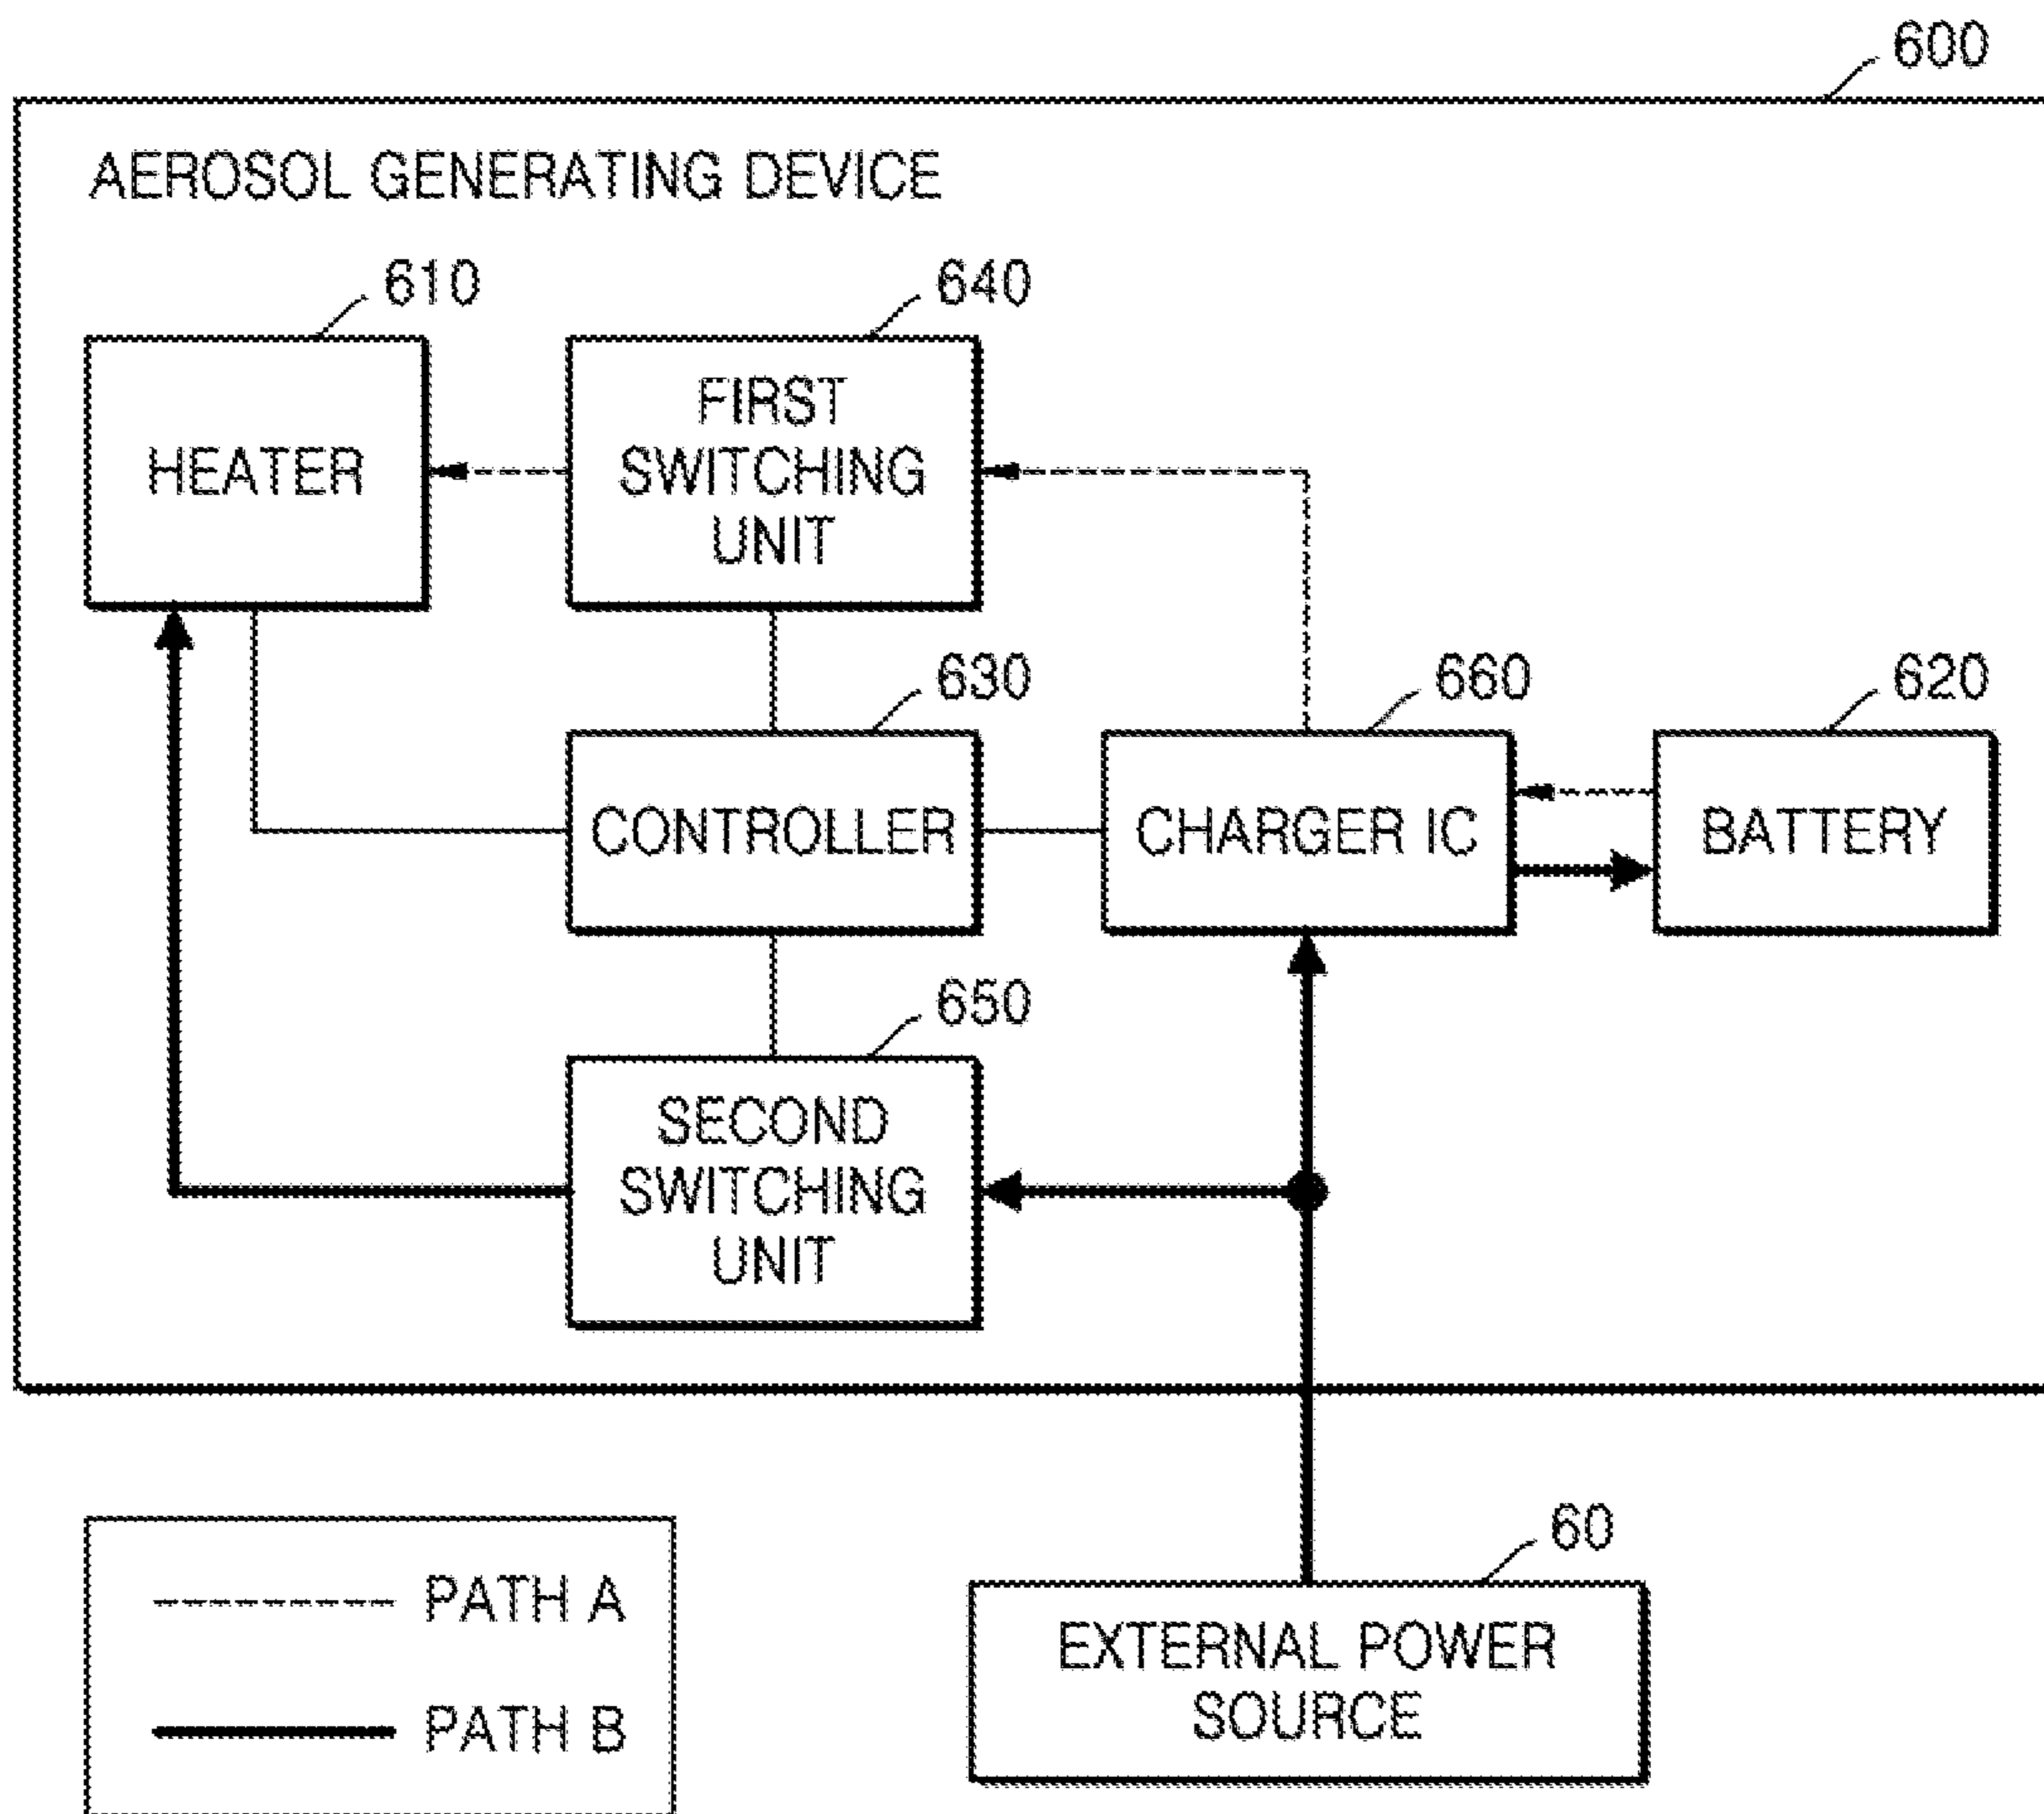 600
AEROSOL GENERATING DEVICE
610
640
HEATER
FIRST
SWITCHING
UNIT
630
660
620
CONTROLLER
CHARGER IC
BATTERY
650
SECOND
SWITCHING
UNIT
60
EXTERNAL POWER
SOURCE
PATH A
PATH B